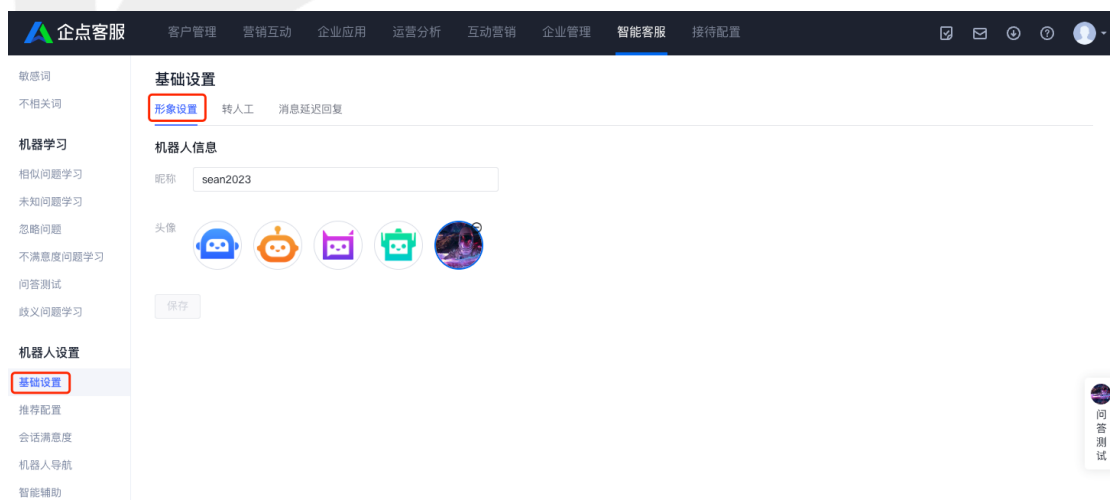 企点客服
客户管理 营销互动 企业应用 运营分析 互动营销 企业管理 智能客服 接待配置
敏感词
不相关词
机器学习
相似问题学习
未知问题学习
忽略问题
不满意度问题学习
问答测试
歧义问题学习
机器人设置
基础设置
推荐配置
会话满意度
机器人导航
智能辅助
基础设置
形象设置 转人工 消息延迟回复
机器人信息
昵称 sean2023
头像
保存
问
答
测
试